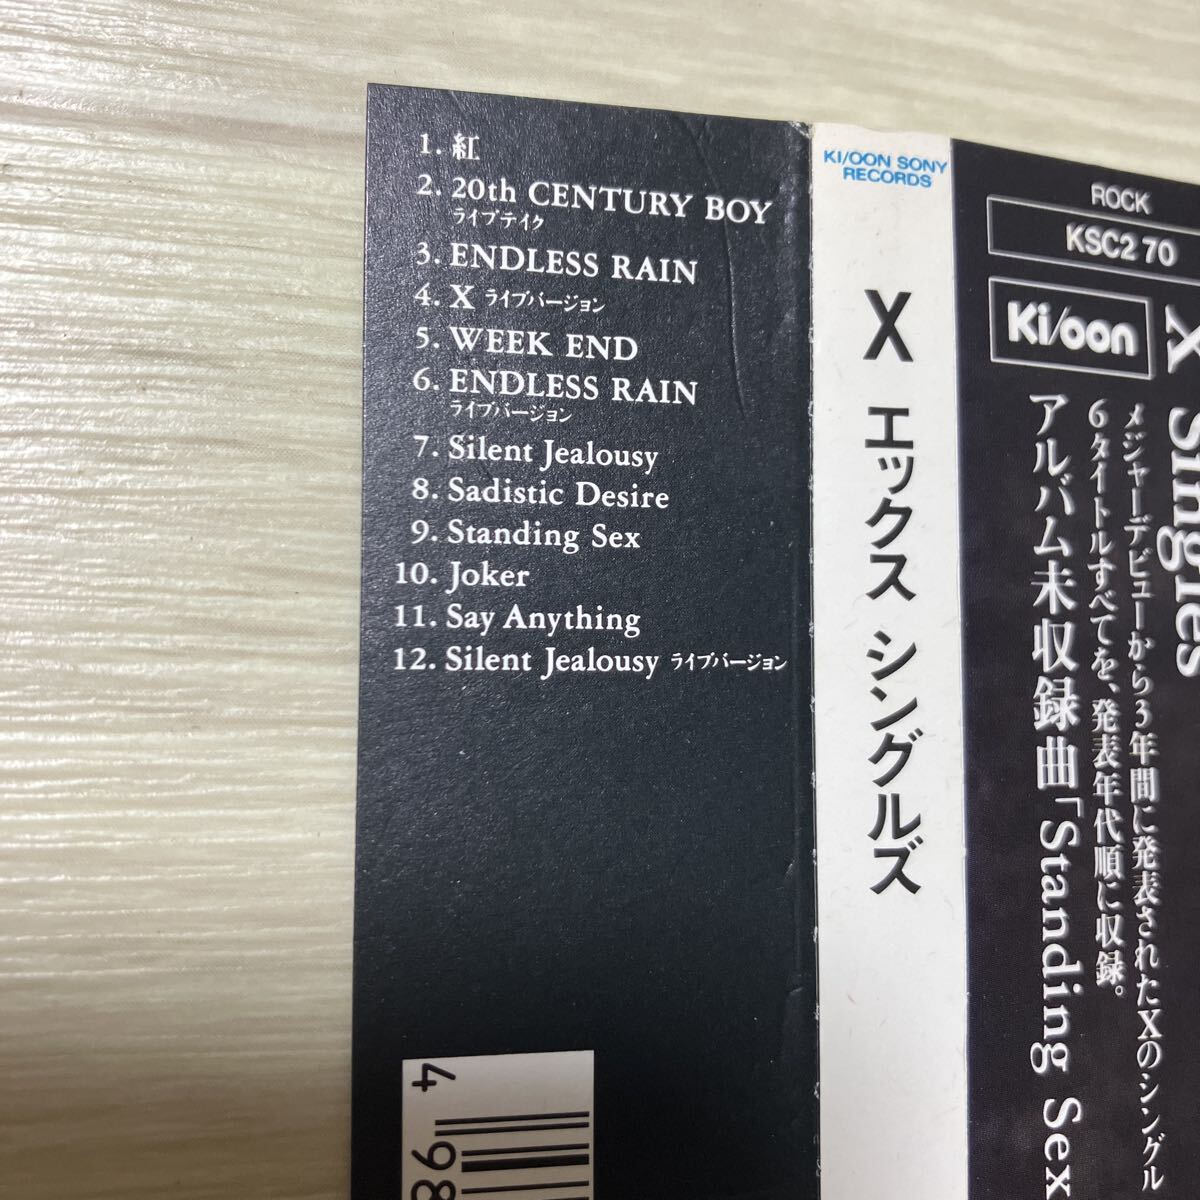 1. 紅
2. 20th CENTURY BOY
ライブテイク
3. ENDLESS RAIN
4. X ライブバージョン
5. WEEK END
6. ENDLESS RAIN
ライブバージョン
7. Silent Jealousy
8. Sadistic Desire
9. Standing Sex
10. Joker
11. Say Anything
12. Silent Jealousy ライブバージョン
4 98
KI/OON SONY
RECORDS
X エックス シングルズ
ROCK
KSC2 70
Ki/oon
X Singles
メジャーデビューから3年間に発表されたXのシングル
6タイトルすべてを、発表年代順に収録。
アルバム未収録曲「Standing Sex